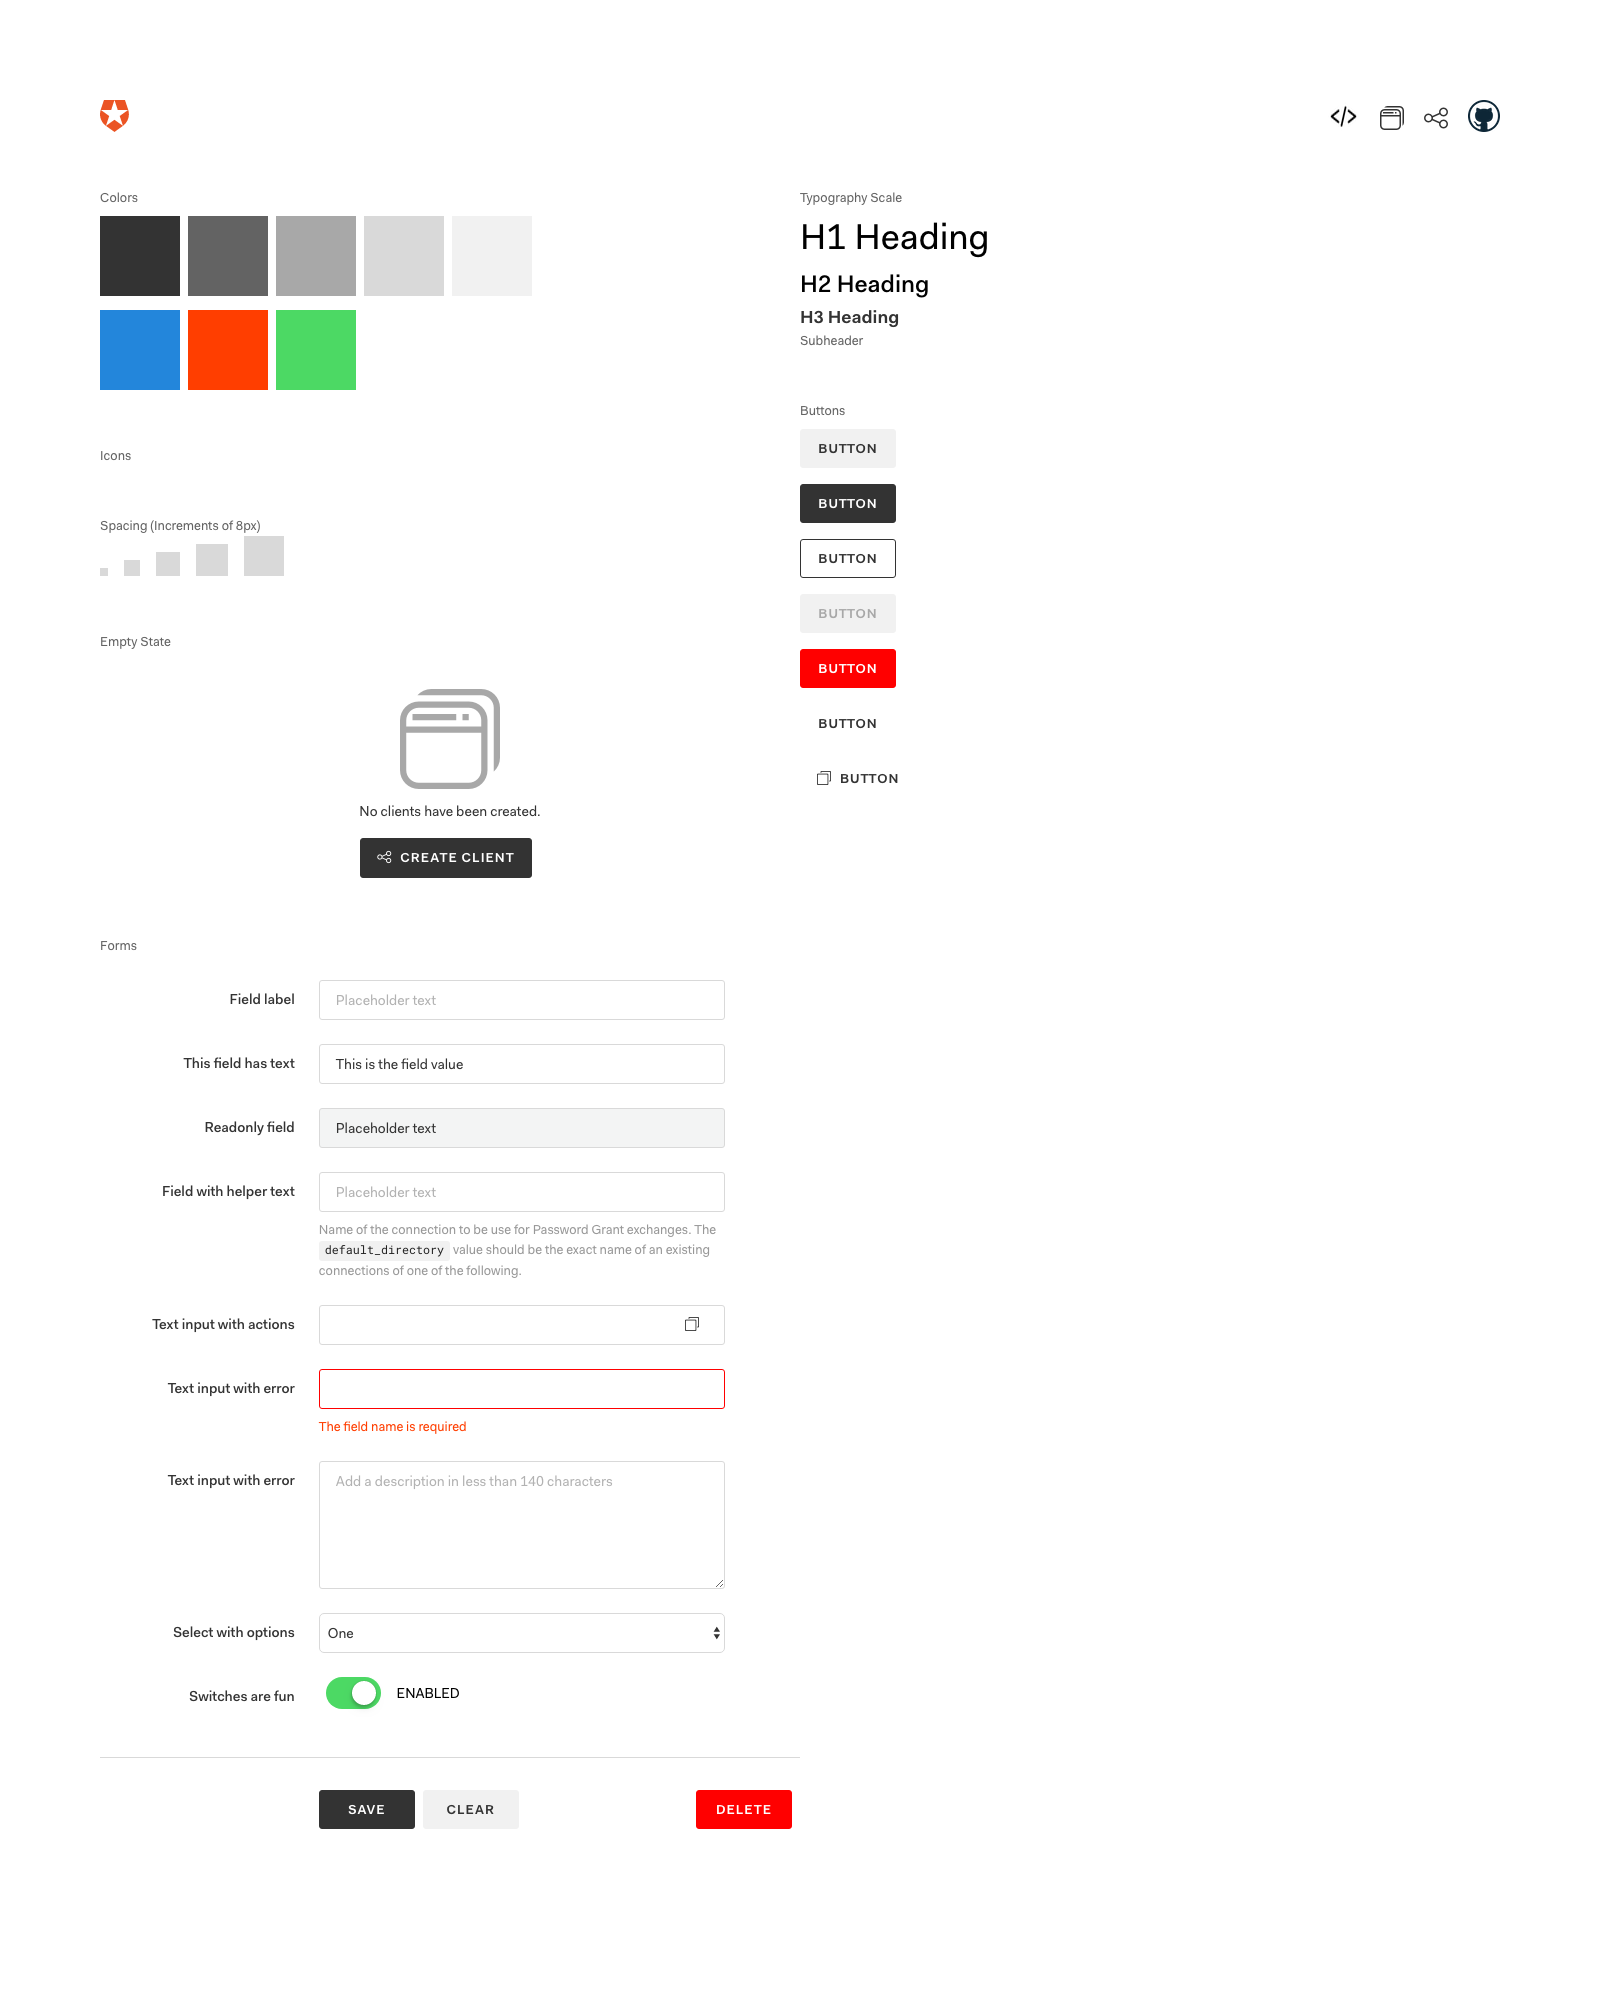 Colors
Icons
Spacing (Increments of 8px)
Empty State
No clients have been created.
CREATE CLIENT
Typography Scale
H1 Heading
H2 Heading
H3 Heading
Subheader
Buttons
BUTTON
BUTTON
BUTTON
BUTTON
BUTTON
BUTTON
BUTTON
Forms
Field label
Placeholder text
This field has text
This is the field value
Readonly field
Placeholder text
Field with helper text
Placeholder text
Name of the connection to be use for Password Grant exchanges. The
default_directory value should be the exact name of an existing
connections of one of the following.
Text input with actions
Text input with error
The field name is required
Text input with error
Add a description in less than 140 characters
Select with options
One
Switches are fun
ENABLED
SAVE
CLEAR
DELETE